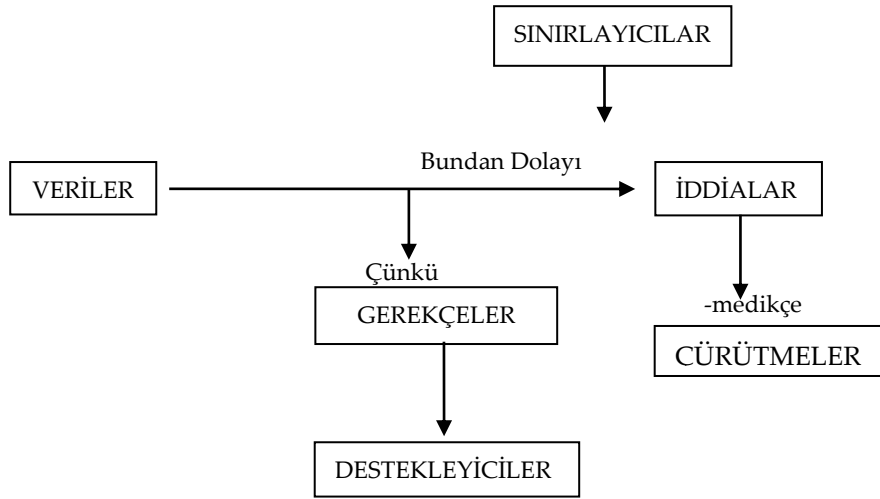 SINIRLAYICILAR
Bundan Dolayı
VERİLER
İDDİALAR
Çünkü
GEREKÇELER
-medikçe
CÜRÜTMELER
DESTEKLEYİCİLER